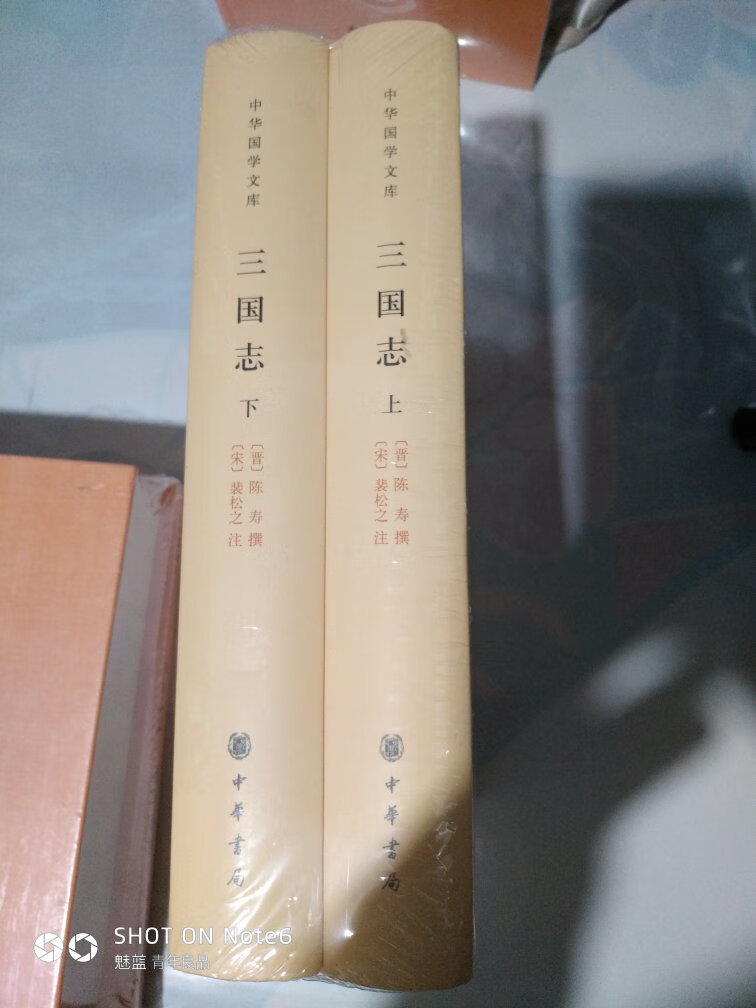 中华国学文库
三国志 下
〔晋〕陈寿撰
〔宋〕裴松之注
中華書局
中华国学文库
三国志 上
〔晋〕陈寿撰
〔宋〕裴松之注
中華書局
SHOT ON Note6
魅蓝 青年良品